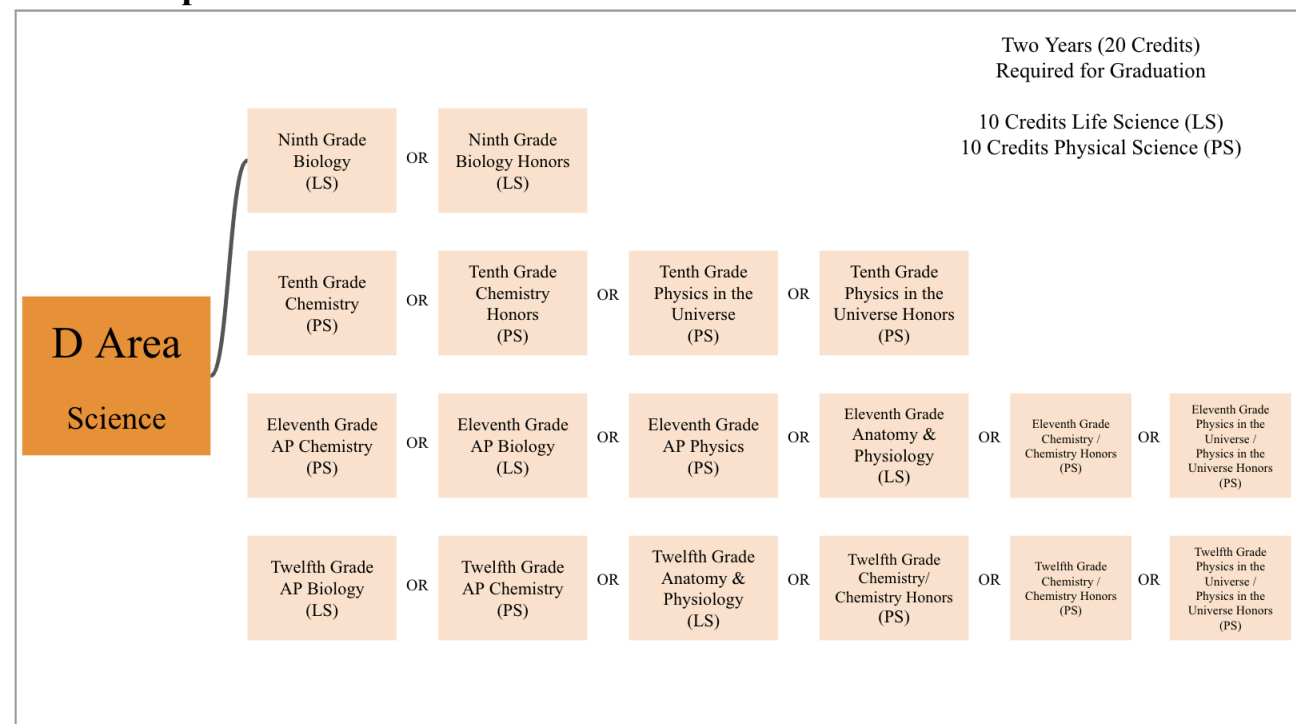 Two Years (20 Credits)
Required for Graduation
10 Credits Life Science (LS)
10 Credits Physical Science (PS)
D Area
Science
Ninth Grade
Biology
(LS)
OR
Ninth Grade
Biology Honors
(LS)
Tenth Grade
Chemistry
(PS)
OR
Tenth Grade
Chemistry
Honors
(PS)
OR
Tenth Grade
Physics in the
Universe
(PS)
OR
Tenth Grade
Physics in the
Universe Honors
(PS)
Eleventh Grade
AP Chemistry
(PS)
OR
Eleventh Grade
AP Biology
(LS)
OR
Eleventh Grade
AP Physics
(PS)
OR
Eleventh Grade
Anatomy &
Physiology
(LS)
OR
Eleventh Grade
Chemistry /
Chemistry Honors
(PS)
OR
Eleventh Grade
Physics in the
Universe /
Physics in the
Universe Honors
(PS)
Twelfth Grade
AP Biology
(LS)
OR
Twelfth Grade
AP Chemistry
(PS)
OR
Twelfth Grade
Anatomy &
Physiology
(LS)
OR
Twelfth Grade
Chemistry/
Chemistry Honors
(PS)
OR
Twelfth Grade
Chemistry /
Chemistry Honors
(PS)
OR
Twelfth Grade
Physics in the
Universe /
Physics in the
Universe Honors
(PS)